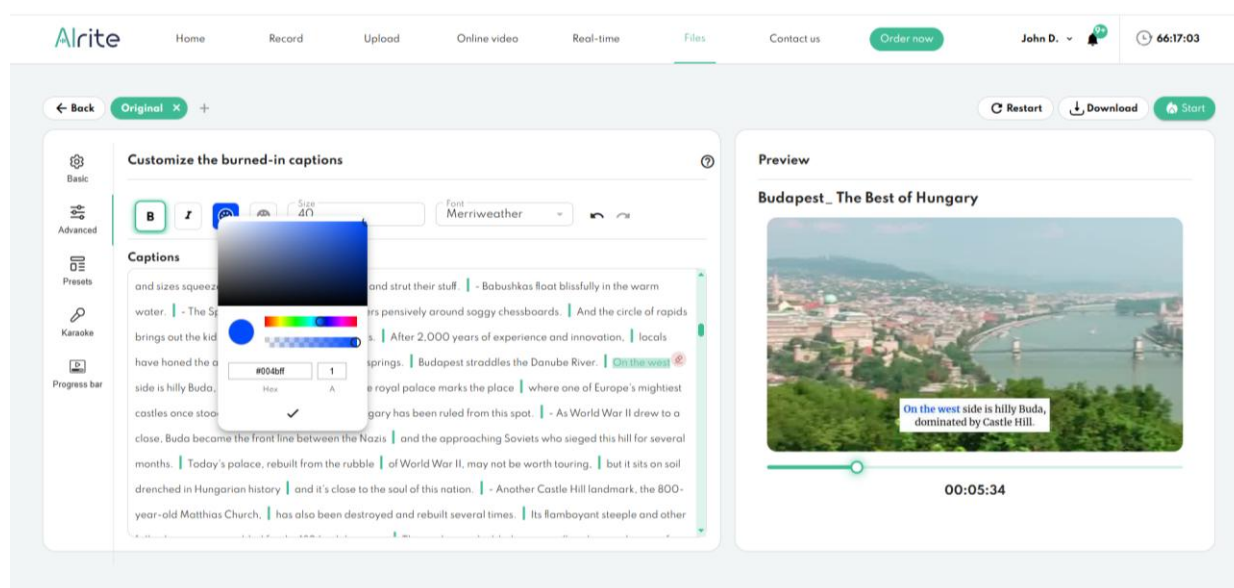 AIrite
Home Record Upload Online video Real-time Files Contact us Order now John D. 9+ 66:17:03
← Back Original × + Restart Download Start
Basic
Advanced
Presets
Karaoke
Progress bar
Customize the burned-in captions
B I Size 40 Font Merriweather
Captions
and sizes squeez and strut their stuff. - Babushkas float blissfully in the warm
water. - The Sp rs pensively around soggy chessboards. And the circle of rapids
brings out the kid s. After 2,000 years of experience and innovation, locals
have honed the a springs. Budapest straddles the Danube River. On the west
side is hilly Buda, e royal palace marks the place where one of Europe's mightiest
castles once stoo gary has been ruled from this spot. - As World War II drew to a
close, Buda became the front line between the Nazis and the approaching Soviets who sieged this hill for several
months. Today's palace, rebuilt from the rubble of World War II, may not be worth touring, but it sits on soil
drenched in Hungarian history and it's close to the soul of this nation. - Another Castle Hill landmark, the 800-
year-old Matthias Church, has also been destroyed and rebuilt several times. Its flamboyant steeple and other
#004bff 1
Hex A
Preview
Budapest_ The Best of Hungary
On the west side is hilly Buda,
dominated by Castle Hill.
00:05:34